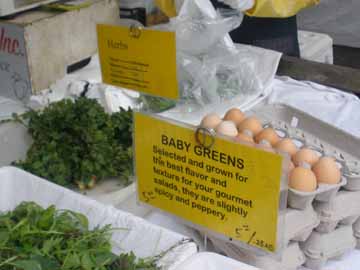 Inc.
Herbs
BABY GREENS
Selected and grown for
the best flavor and
texture for your gourmet
salads, they are slightly
spicy and peppery.